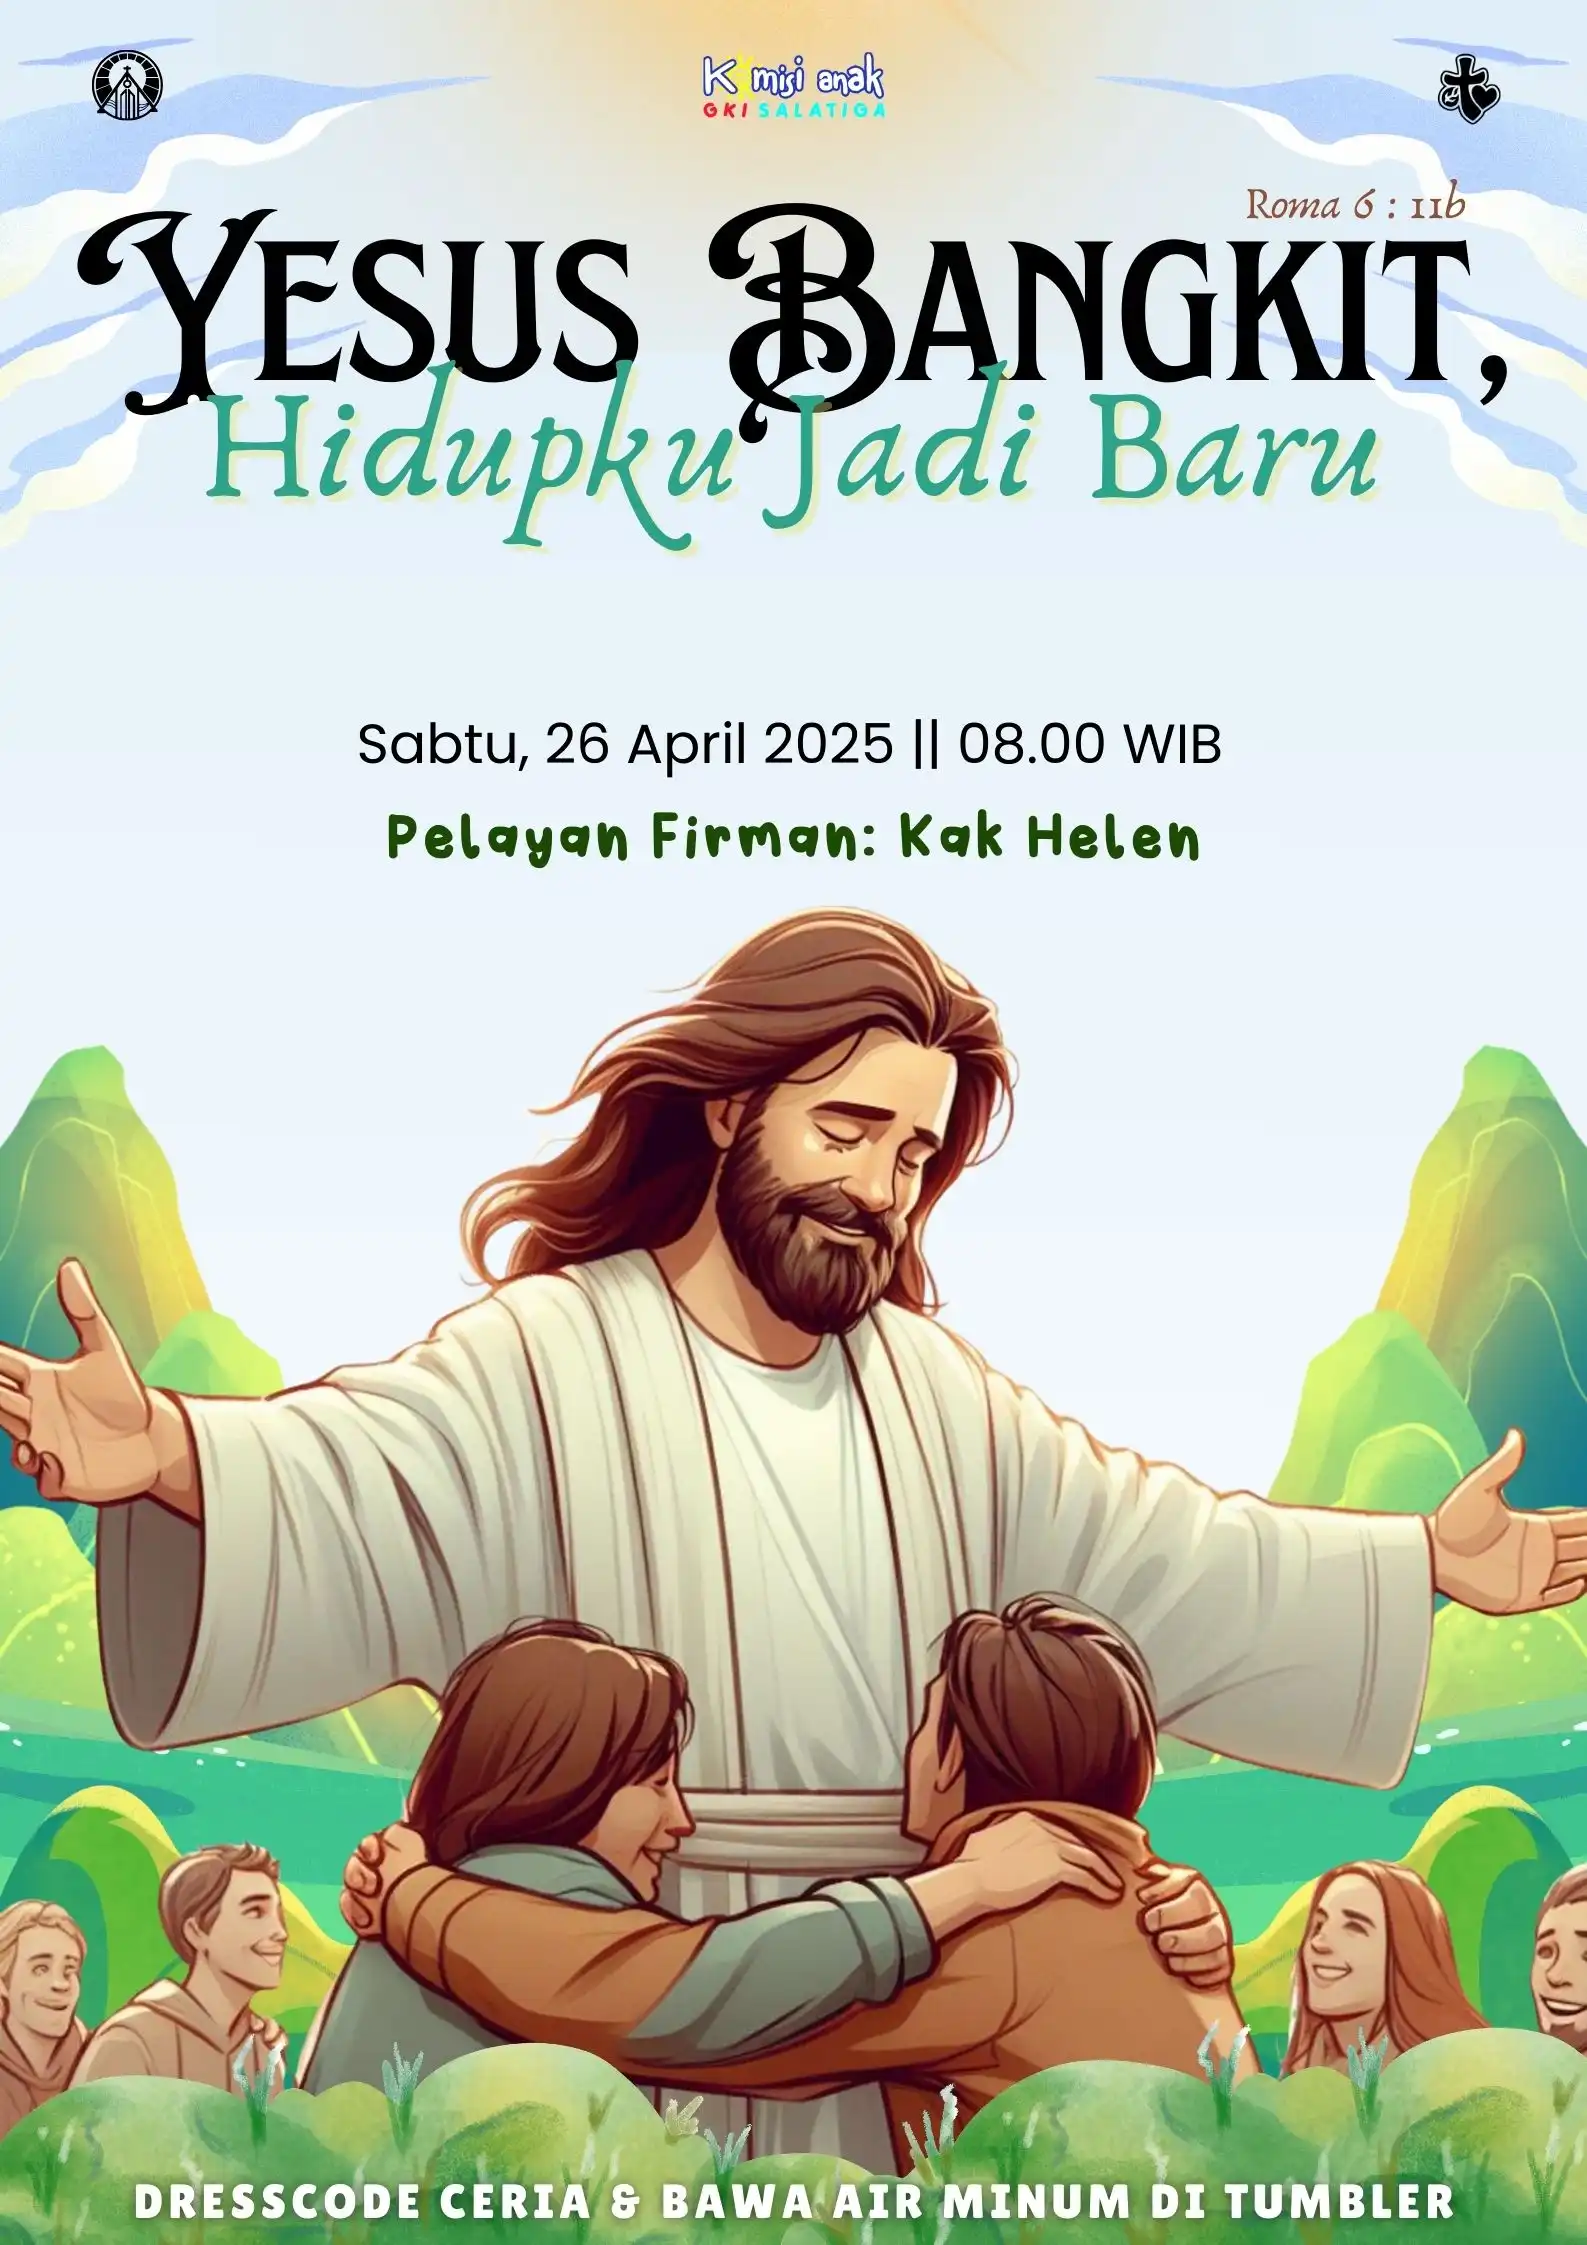 Komisi anak
GKI SALATIGA
Roma 6 : 11b
YESUS BANGKIT,
Hidupku Jadi Baru
Sabtu, 26 April 2025 || 08.00 WIB
Pelayan Firman: Kak Helen
DRESSCODE CERIA & BAWA AIR MINUM DI TUMBLER